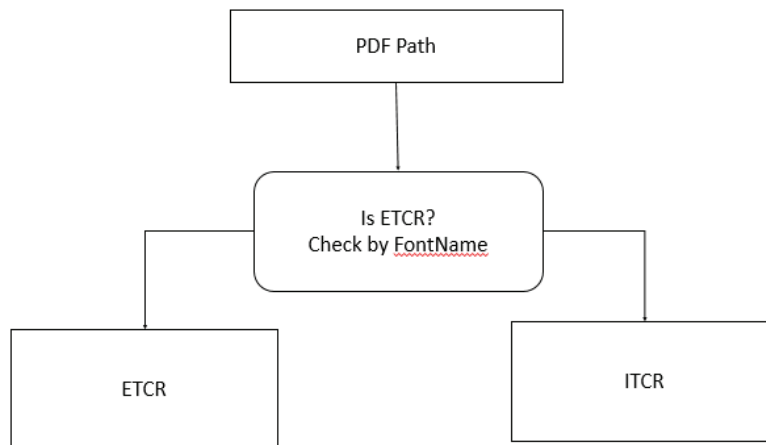 PDF Path
Is ETCR?
Check by FontName
ETCR
ITCR